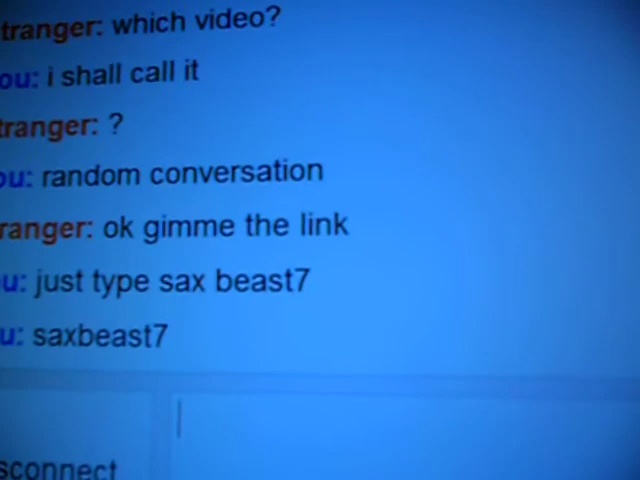 tranger: which video?
ou: i shall call it
tranger: ?
ou: random conversation
ranger: ok gimme the link
u: just type sax beast7
u: saxbeast7
sconnect